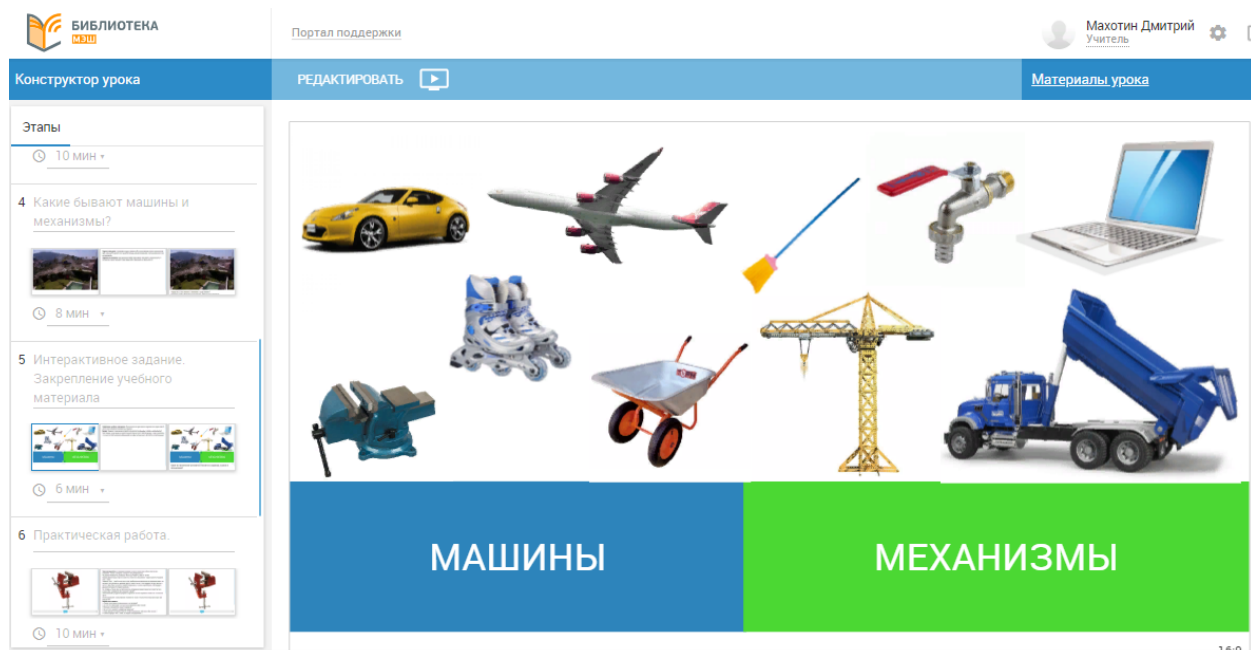 БИБЛИОТЕКА
МЭШ
Портал поддержки
Махотин Дмитрий
Учитель
Конструктор урока
РЕДАКТИРОВАТЬ
Материалы урока
Этапы
10 мин
4 Какие бывают машины и
механизмы?
8 мин
5 Интерактивное задание.
Закрепление учебного
материала
6 мин
6 Практическая работа.
10 мин
МАШИНЫ
МЕХАНИЗМЫ